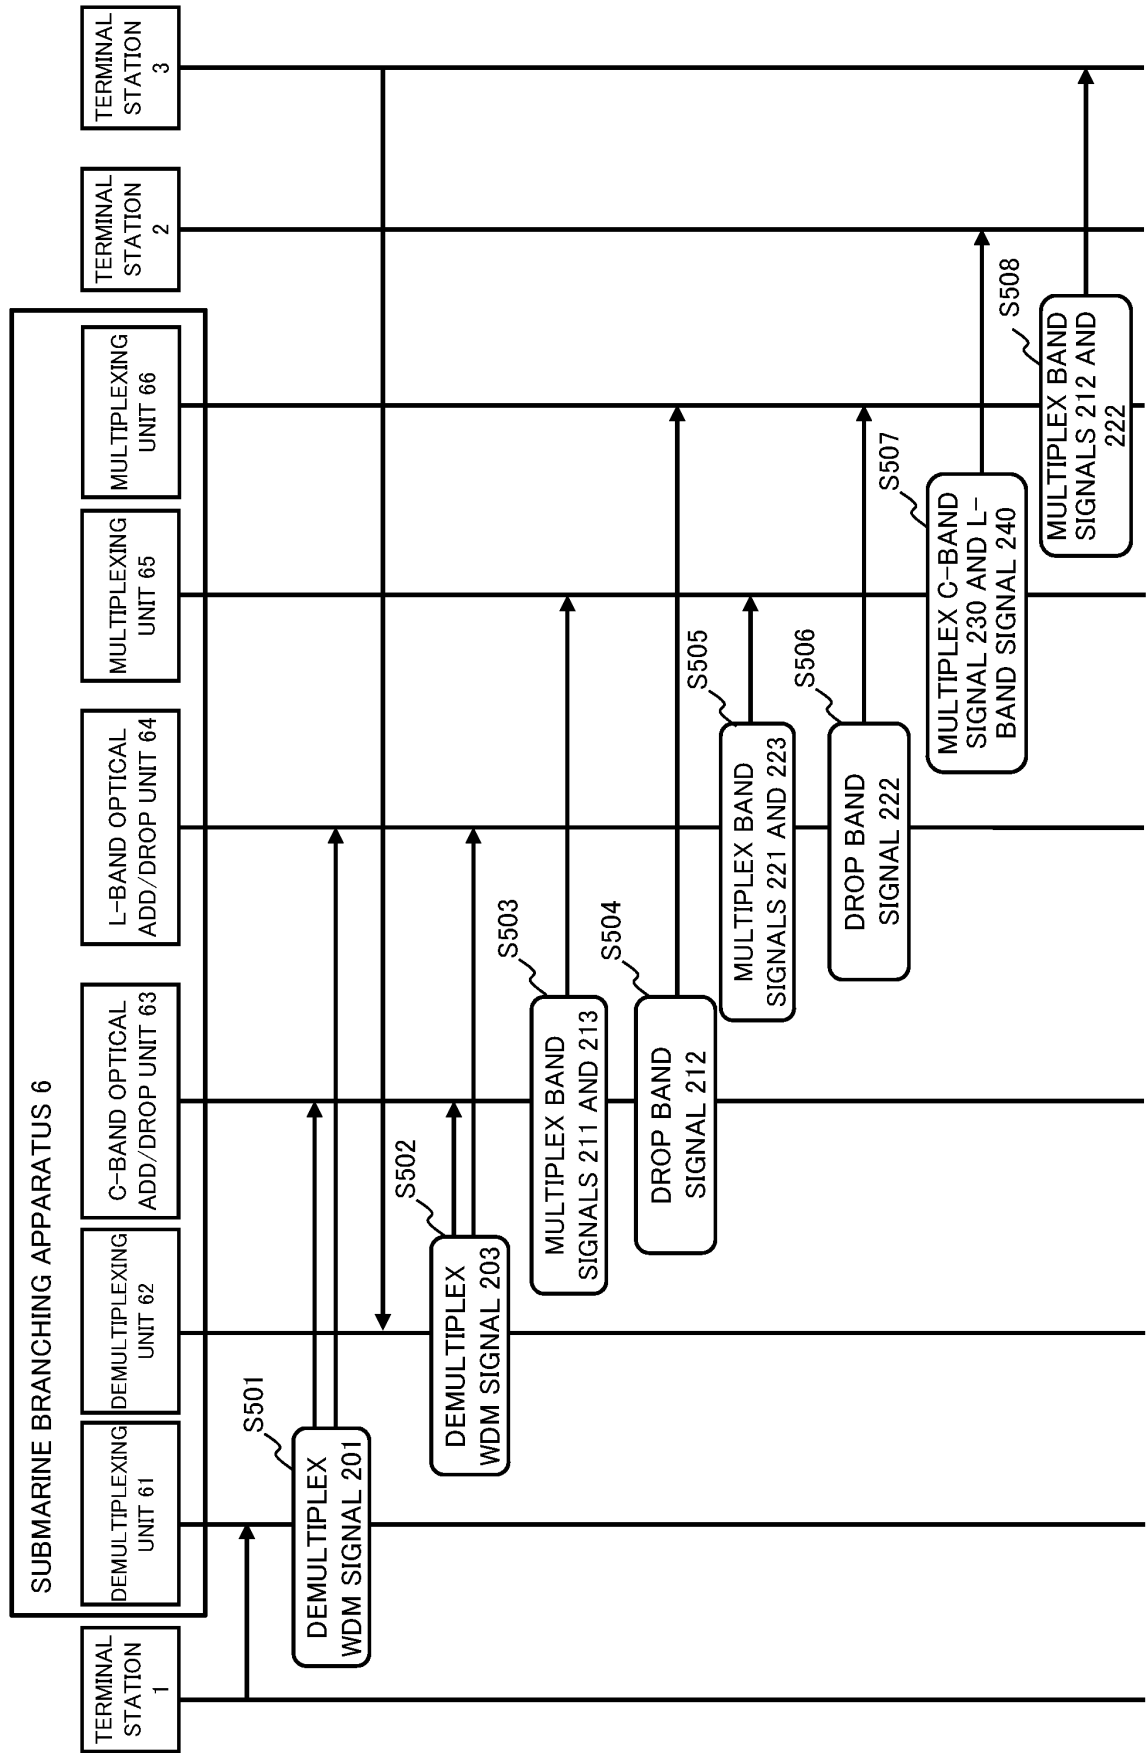 SUBMARINE BRANCHING APPARATUS 6
TERMINAL
STATION
1
DEMULTIPLEXING
UNIT 61
DEMULTIPLEXING
UNIT 62
C-BAND OPTICAL
ADD/DROP UNIT 63
L-BAND OPTICAL
ADD/DROP UNIT 64
MULTIPLEXING
UNIT 65
MULTIPLEXING
UNIT 66
TERMINAL
STATION
2
TERMINAL
STATION
3
S501
DEMULTIPLEX
WDM SIGNAL 201
S502
DEMULTIPLEX
WDM SIGNAL 203
S503
MULTIPLEX BAND
SIGNALS 211 AND 213
S504
DROP BAND
SIGNAL 212
S505
MULTIPLEX BAND
SIGNALS 221 AND 223
S506
DROP BAND
SIGNAL 222
S507
MULTIPLEX C-BAND
SIGNAL 230 AND L-
BAND SIGNAL 240
S508
MULTIPLEX BAND
SIGNALS 212 AND
222